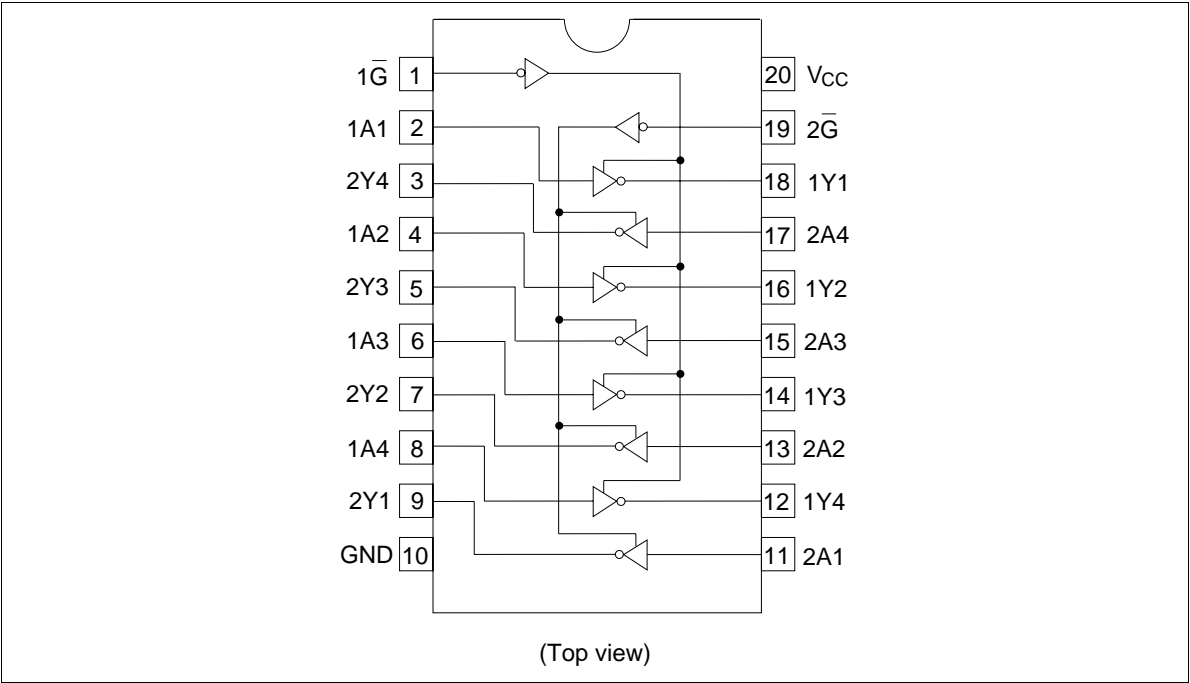 1G̅ 1 20 VCC
1A1 2 19 2G̅
2Y4 3 18 1Y1
1A2 4 17 2A4
2Y3 5 16 1Y2
1A3 6 15 2A3
2Y2 7 14 1Y3
1A4 8 13 2A2
2Y1 9 12 1Y4
GND 10 11 2A1
(Top view)